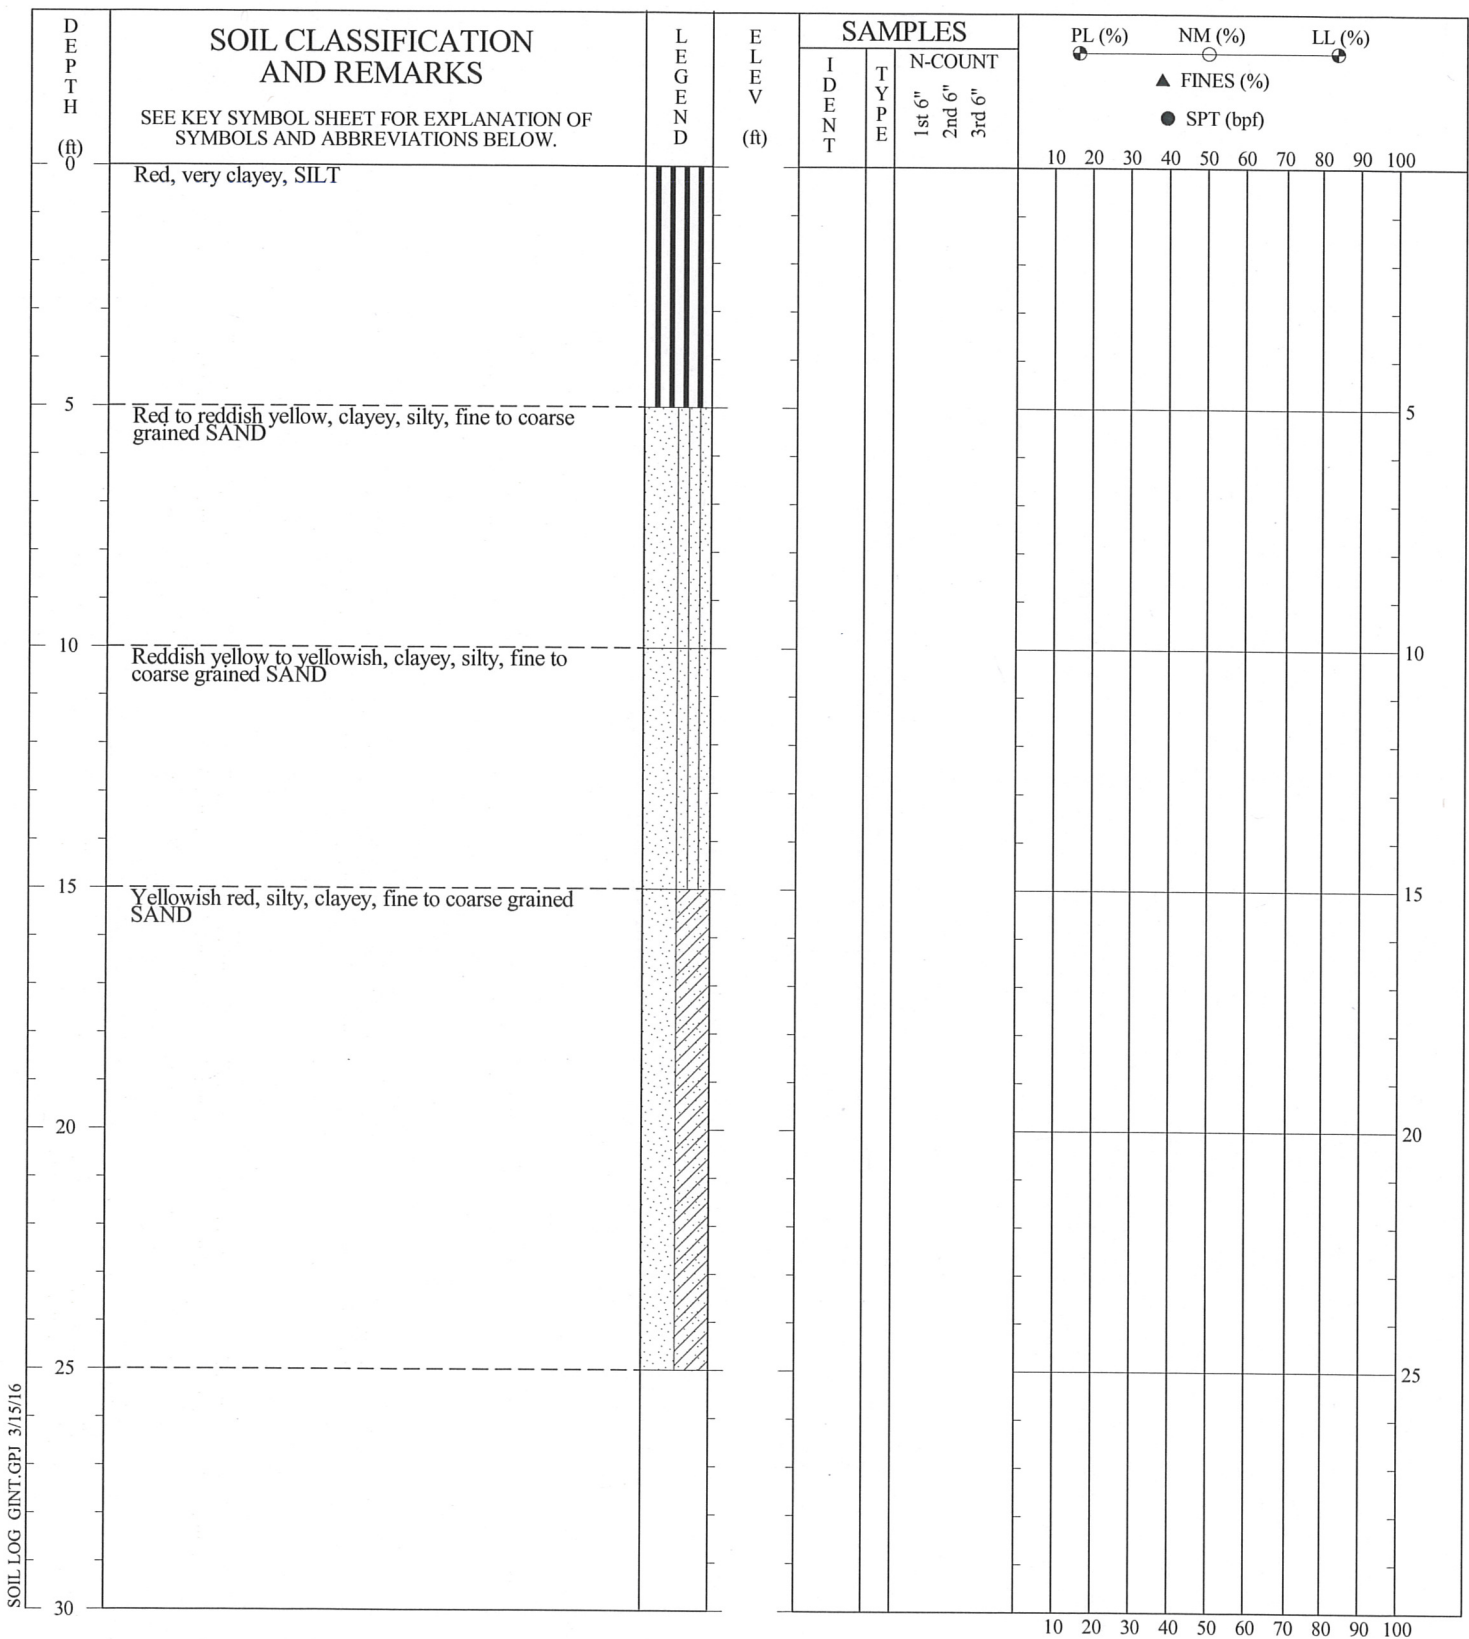 DEPTH
(ft)
SOIL CLASSIFICATION
AND REMARKS
SEE KEY SYMBOL SHEET FOR EXPLANATION OF
SYMBOLS AND ABBREVIATIONS BELOW.
LEGEND
ELEV
(ft)
SAMPLES
IDENT
TYPE
N-COUNT
1st 6"
2nd 6"
3rd 6"
PL (%) NM (%) LL (%)
FINES (%)
SPT (bpf)
10 20 30 40 50 60 70 80 90 100
0
Red, very clayey, SILT
5
Red to reddish yellow, clayey, silty, fine to coarse
grained SAND
5
10
Reddish yellow to yellowish, clayey, silty, fine to
coarse grained SAND
10
15
Yellowish red, silty, clayey, fine to coarse grained
SAND
15
20
20
25
25
30
10 20 30 40 50 60 70 80 90 100
SOIL LOG GINT.GPJ 3/15/16